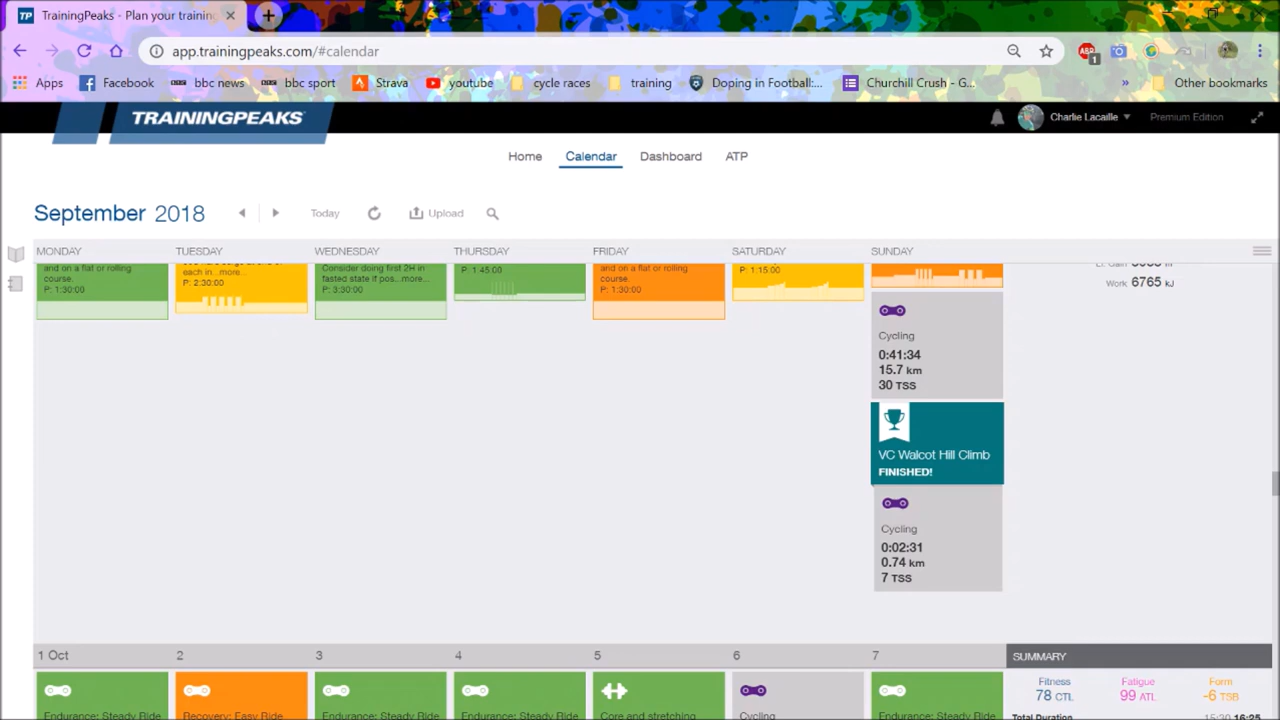 TrainingPeaks - Plan your training
app.trainingpeaks.com/#calendar
1
Apps Facebook bbc news bbc sport Strava youtube cycle races training Doping in Football:... Churchill Crush - G... » Other bookmarks
TRAININGPEAKS
Charlie Lacaille Premium Edition
Home Calendar Dashboard ATP
September 2018 Today Upload
MONDAY TUESDAY WEDNESDAY THURSDAY FRIDAY SATURDAY SUNDAY
and on a flat or rolling
course.
P: 1:30:00
each in...more...
P: 2:30:00
Consider doing first 2H in
fasted state if pos...more...
P: 3:30:00
P: 1:45:00
and on a flat or rolling
course.
P: 1:30:00
P: 1:15:00
Work 6765 kJ
Cycling
0:41:34
15.7 km
30 TSS
VC Walcot Hill Climb
FINISHED!
Cycling
0:02:31
0.74 km
7 TSS
1 Oct 2 3 4 5 6 7 SUMMARY
Endurance: Steady Ride
Recovery: Easy Ride
Endurance: Steady Ride
Endurance: Steady Ride
Core and stretching
Cycling
Endurance: Steady Ride
Fitness Fatigue Form
78 CTL 99 ATL -6 TSB
Total Duration 15:30 16:25